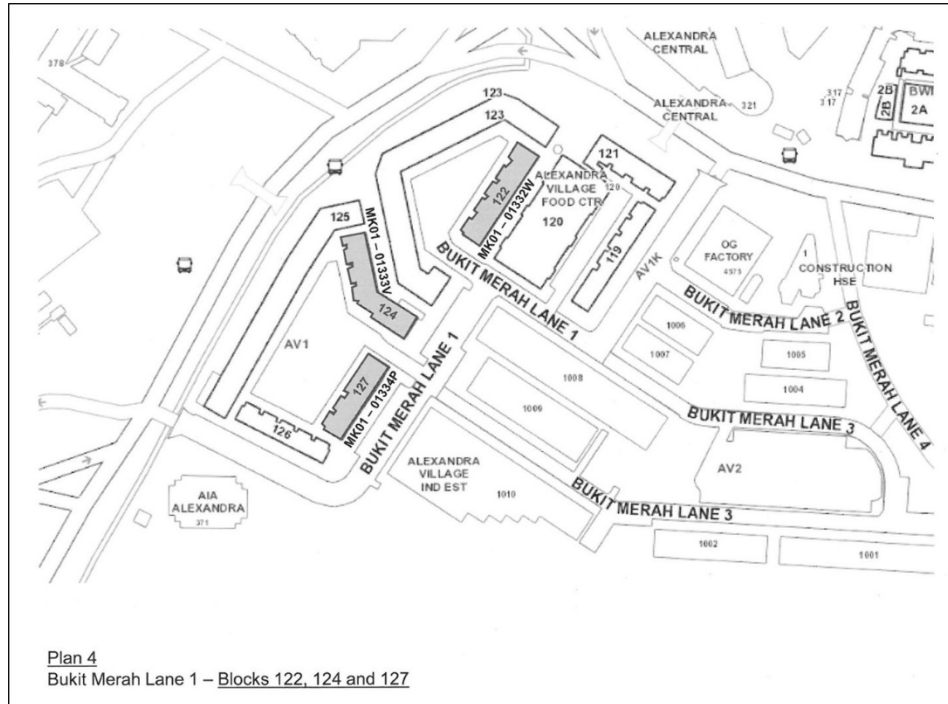 378
ALEXANDRA
CENTRAL
123
123
ALEXANDRA
CENTRAL
321
317
317
2B
2B
BWI
2A
121
ALEXANDRA
VILLAGE
FOOD CTR
120
120
122
MK01 – 01332W
119
AV1K
OG
FACTORY
4575
1
CONSTRUCTION
HSE
125
MK01 – 01333V
124
BUKIT MERAH LANE 1
BUKIT MERAH LANE 2
BUKIT MERAH LANE 4
1006
1007
1005
1004
AV1
127
MK01 – 01334P
BUKIT MERAH LANE 1
1008
1009
BUKIT MERAH LANE 3
126
ALEXANDRA
VILLAGE
IND EST
1010
AV2
AIA
ALEXANDRA
371
BUKIT MERAH LANE 3
1002
1001
Plan 4
Bukit Merah Lane 1 – Blocks 122, 124 and 127